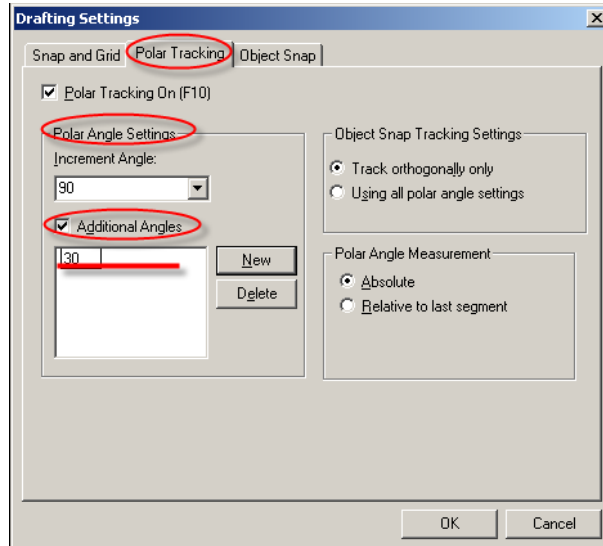 Drafting Settings
Snap and Grid Polar Tracking Object Snap
Polar Tracking On (F10)
Polar Angle Settings
Increment Angle:
90
Additional Angles
30
New
Delete
Object Snap Tracking Settings
Track orthogonally only
Using all polar angle settings
Polar Angle Measurement
Absolute
Relative to last segment
OK Cancel